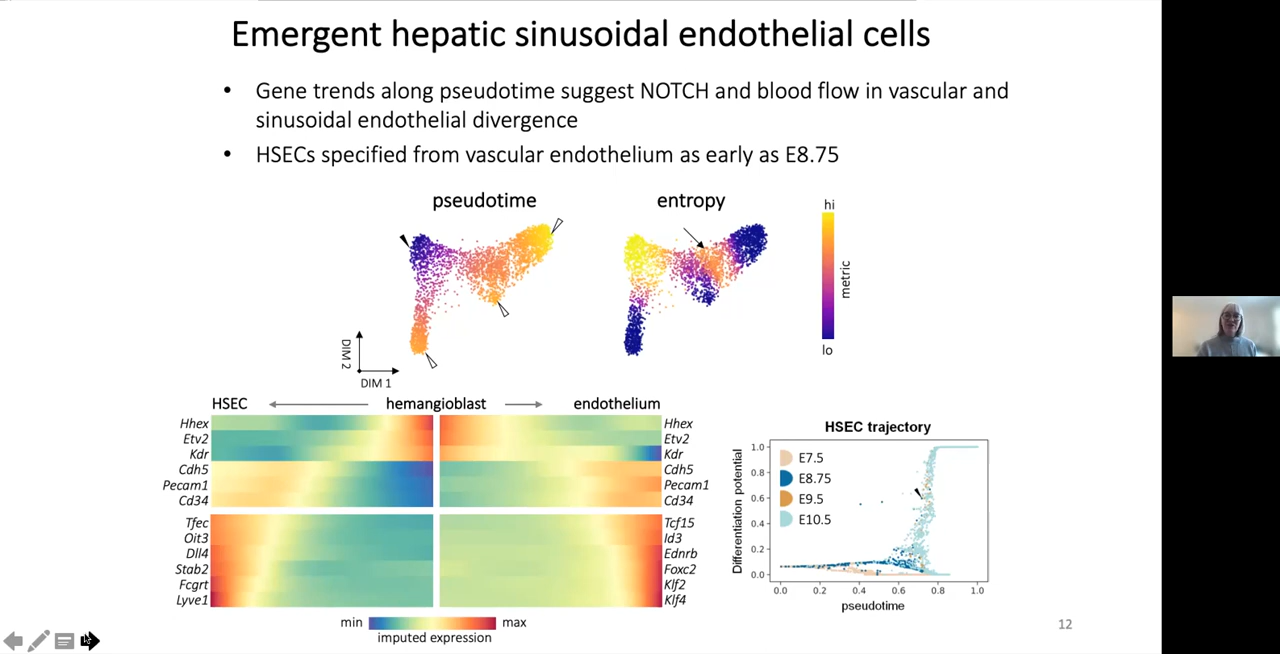 Emergent hepatic sinusoidal endothelial cells
• Gene trends along pseudotime suggest NOTCH and blood flow in vascular and
sinusoidal endothelial divergence
• HSECs specified from vascular endothelium as early as E8.75
pseudotime
entropy
hi
metric
lo
DIM 2
DIM 1
HSEC
hemangioblast
endothelium
Hhex
Etv2
Kdr
Cdh5
Pecam1
Cd34
Tfec
Oit3
Dll4
Stab2
Fcgrt
Lyve1
Hhex
Etv2
Kdr
Cdh5
Pecam1
Cd34
Tcf15
Id3
Ednrb
Foxc2
Klf2
Klf4
min
max
imputed expression
HSEC trajectory
Differentiation potential
1.0
0.8
0.6
0.4
0.2
0.0
E7.5
E8.75
E9.5
E10.5
0.0 0.2 0.4 0.6 0.8 1.0
pseudotime
12